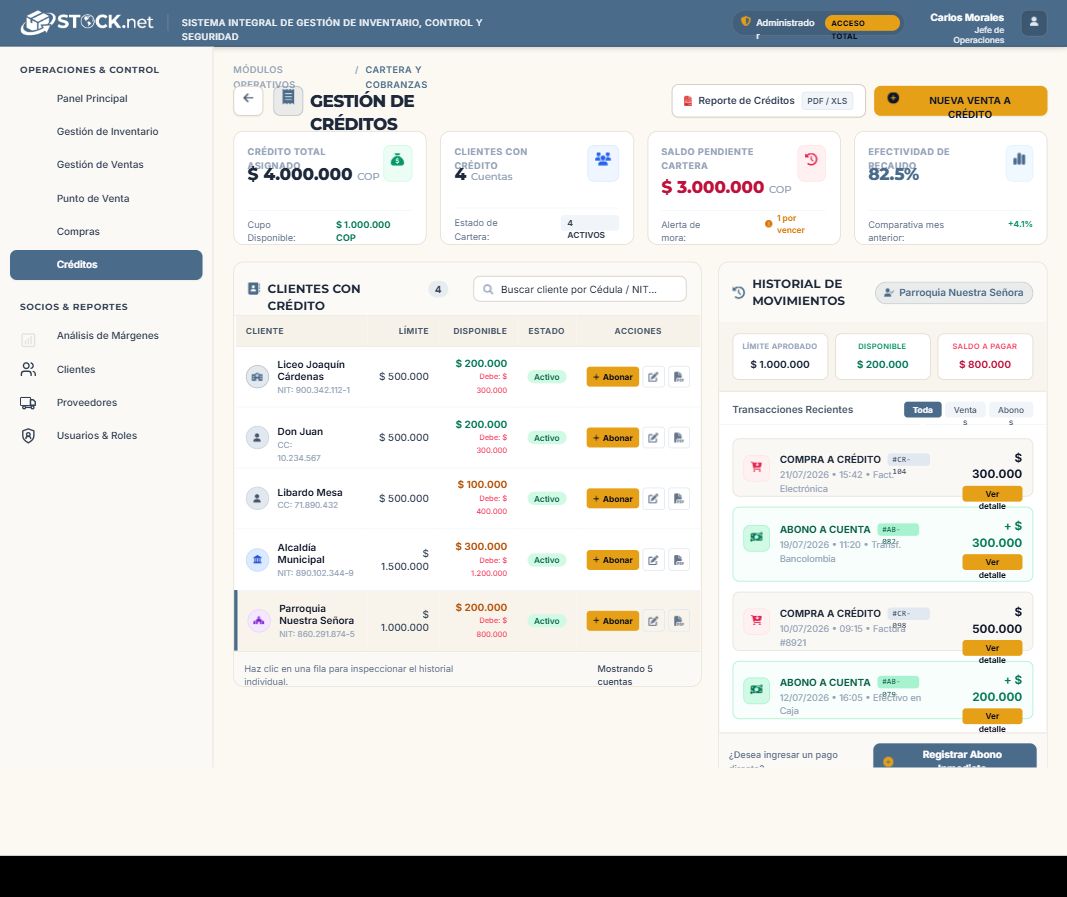 STOCK.net
SISTEMA INTEGRAL DE GESTIÓN DE INVENTARIO, CONTROL Y
SEGURIDAD
Administrado
r
ACCESO
TOTAL
Carlos Morales
Jefe de
Operaciones
OPERACIONES & CONTROL
Panel Principal
Gestión de Inventario
Gestión de Ventas
Punto de Venta
Compras
Créditos
SOCIOS & REPORTES
Análisis de Márgenes
Clientes
Proveedores
Usuarios & Roles
MÓDULOS
OPERATIVOS
/ CARTERA Y
COBRANZAS
GESTIÓN DE
CRÉDITOS
Reporte de Créditos PDF / XLS
NUEVA VENTA A
CRÉDITO
CRÉDITO TOTAL
ASIGNADO
$ 4.000.000 COP
Cupo
Disponible:
$ 1.000.000
COP
CLIENTES CON
CRÉDITO
4 Cuentas
Estado de
Cartera:
4
ACTIVOS
SALDO PENDIENTE
CARTERA
$ 3.000.000 COP
Alerta de
mora:
1 por
vencer
EFECTIVIDAD DE
RECAUDO
82.5%
Comparativa mes
anterior:
+4.1%
CLIENTES CON
CRÉDITO
4
Buscar cliente por Cédula / NIT...
CLIENTE LÍMITE DISPONIBLE ESTADO ACCIONES
Liceo Joaquín
Cárdenas
NIT: 900.342.112-1
$ 500.000
$ 200.000
Debe: $
300.000
Activo
+ Abonar
Don Juan
CC:
10.234.567
$ 500.000
$ 200.000
Debe: $
300.000
Activo
+ Abonar
Libardo Mesa
CC: 71.890.432
$ 500.000
$ 100.000
Debe: $
400.000
Activo
+ Abonar
Alcaldía
Municipal
NIT: 890.102.344-9
$
1.500.000
$ 300.000
Debe: $
1.200.000
Activo
+ Abonar
Parroquia
Nuestra Señora
NIT: 860.291.874-5
$
1.000.000
$ 200.000
Debe: $
800.000
Activo
+ Abonar
Haz clic en una fila para inspeccionar el historial
individual.
Mostrando 5
cuentas
HISTORIAL DE
MOVIMIENTOS
Parroquia Nuestra Señora
LÍMITE APROBADO
$ 1.000.000
DISPONIBLE
$ 200.000
SALDO A PAGAR
$ 800.000
Transacciones Recientes
Toda
Venta
s
Abono
s
COMPRA A CRÉDITO #CR-
104
21/07/2026 • 15:42 • Fact.
Electrónica
$
300.000
Ver
detalle
ABONO A CUENTA #AB-
082
19/07/2026 • 11:20 • Transf.
Bancolombia
+ $
300.000
Ver
detalle
COMPRA A CRÉDITO #CR-
098
10/07/2026 • 09:15 • Factura
#8921
$
500.000
Ver
detalle
ABONO A CUENTA #AB-
079
12/07/2026 • 16:05 • Efectivo en
Caja
+ $
200.000
Ver
detalle
¿Desea ingresar un pago
directo?
Registrar Abono
Inmediato